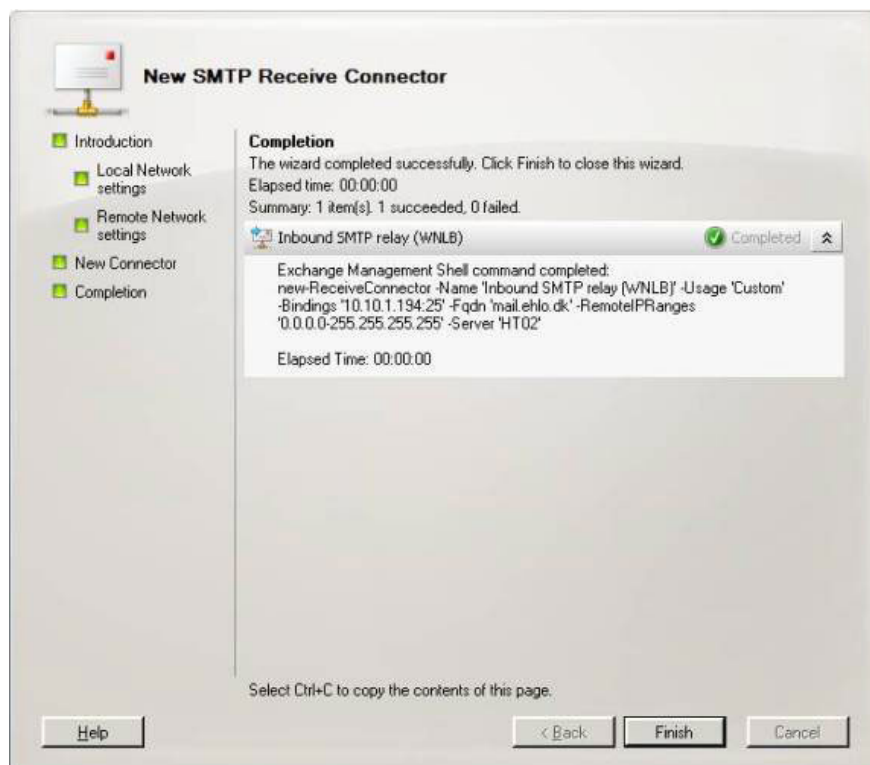 New SMTP Receive Connector
Introduction
Local Network
settings
Remote Network
settings
New Connector
Completion
Completion
The wizard completed successfully. Click Finish to close this wizard.
Elapsed time: 00:00:00
Summary: 1 item(s). 1 succeeded, 0 failed.
Inbound SMTP relay (WNLB)
Completed
Exchange Management Shell command completed:
new-ReceiveConnector -Name 'Inbound SMTP relay (WNLB)' -Usage 'Custom'
-Bindings '10.10.1.194:25' -Fqdn 'mail.ehlo.dk' -RemoteIPRanges
'0.0.0.0-255.255.255.255' -Server 'HT02'
Elapsed Time: 00:00:00
Select Ctrl+C to copy the contents of this page.
Help
< Back
Finish
Cancel